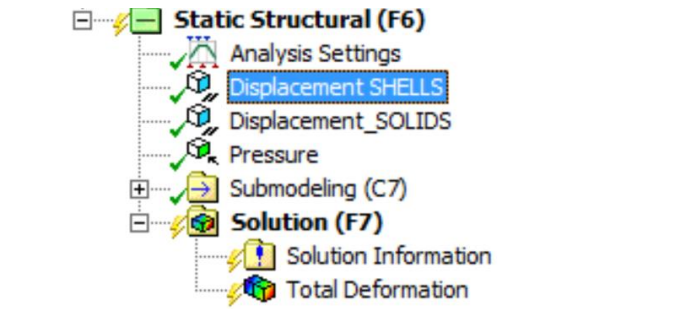 Static Structural (F6)
Analysis Settings
Displacement SHELLS
Displacement_SOLIDS
Pressure
Submodeling (C7)
Solution (F7)
Solution Information
Total Deformation